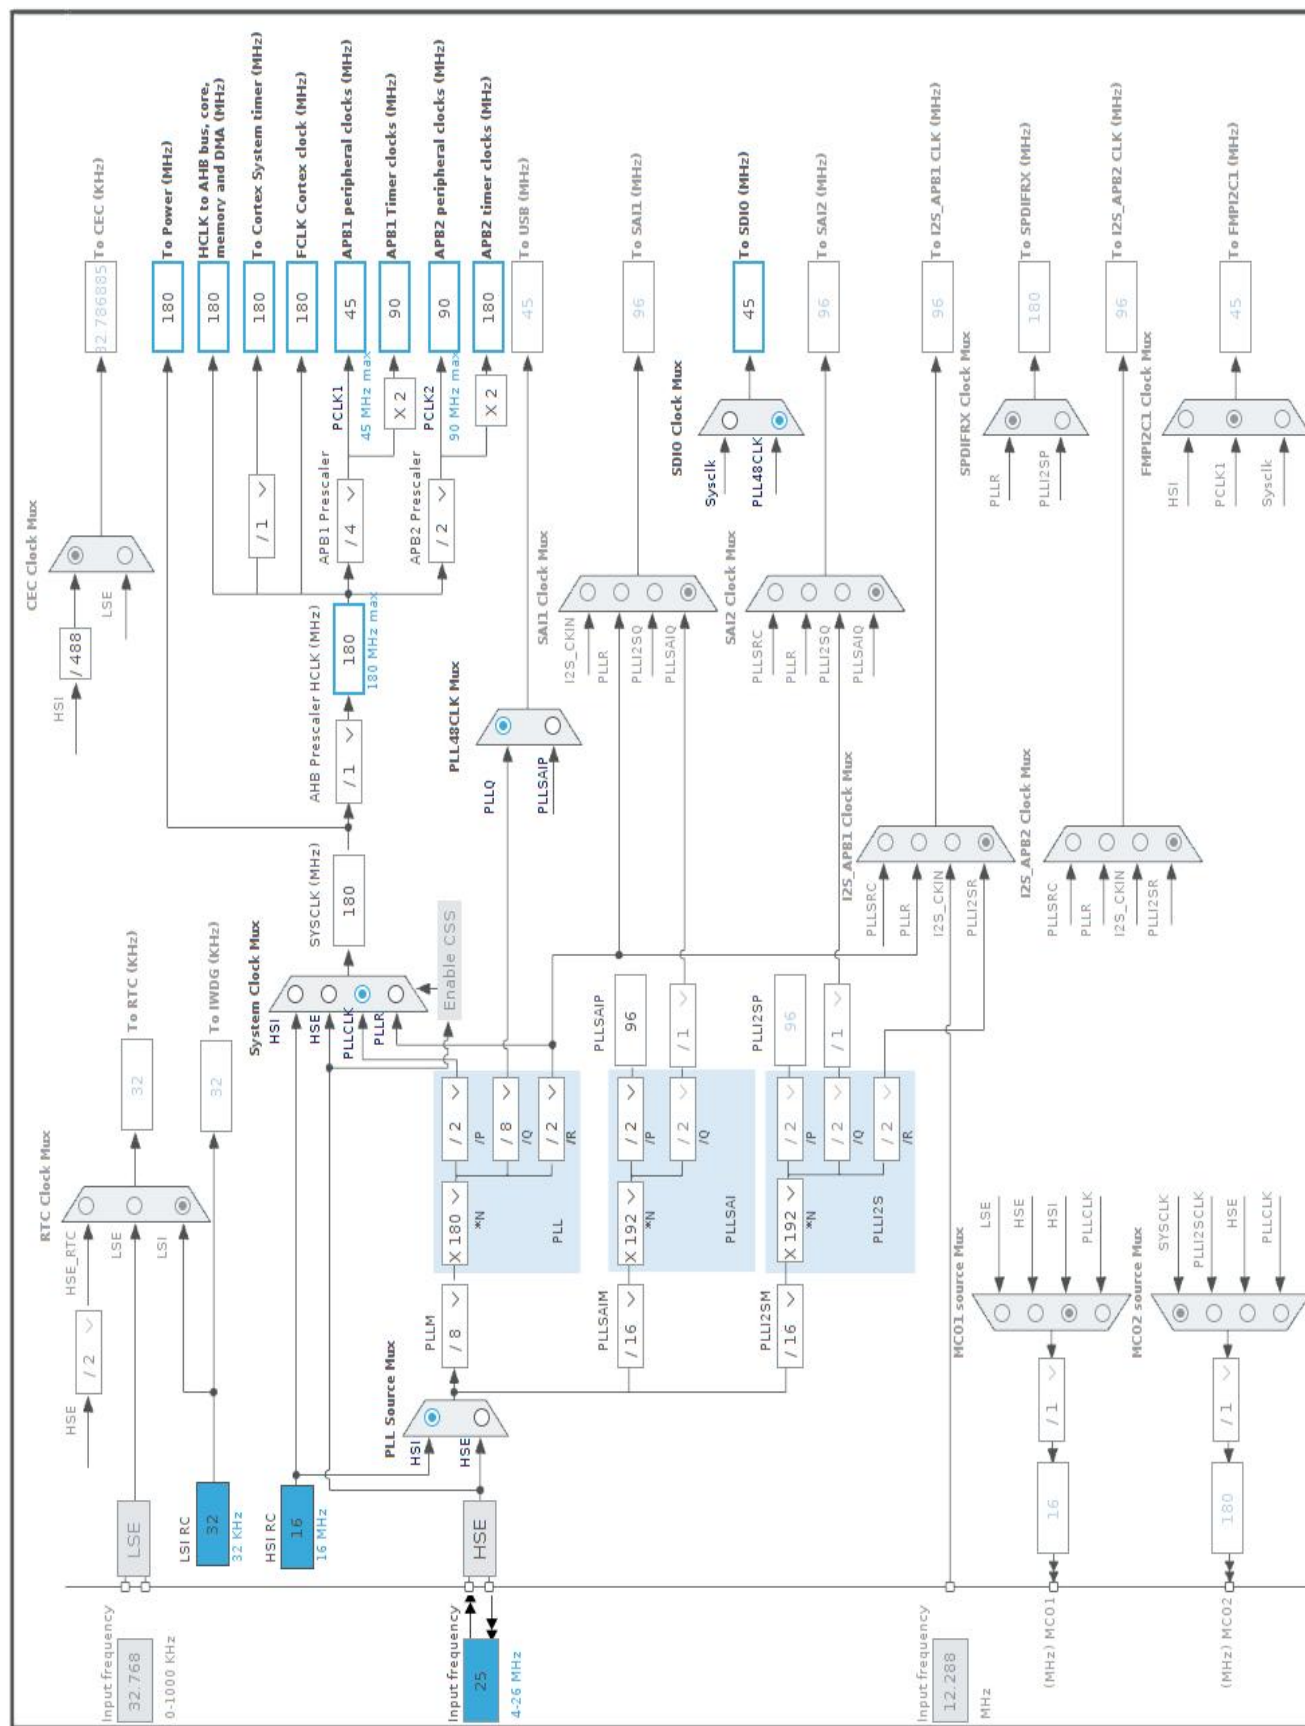 Input frequency
32.768
0-1000 KHz
LSE
LSI RC
32
32 KHz
HSI RC
16
16 MHz
Input frequency
25
4-26 MHz
HSE
Input frequency
12.288
MHz
HSE
/ 2
HSE_RTC
LSE
LSI
RTC Clock Mux
32
To RTC (KHz)
32
To IWDG (KHz)
HSI
/ 488
LSE
CEC Clock Mux
32.786885
To CEC (KHz)
System Clock Mux
HSI
HSE
PLLCLK
PLLR
Enable CSS
SYSCLK (MHz)
180
AHB Prescaler
/ 1
HCLK (MHz)
180
180 MHz max
180
To Power (MHz)
180
HCLK to AHB bus, core,
memory and DMA (MHz)
/ 1
180
To Cortex System timer (MHz)
180
FCLK Cortex clock (MHz)
APB1 Prescaler
/ 4
PCLK1
45 MHz max
45
APB1 peripheral clocks (MHz)
X 2
90
APB1 Timer clocks (MHz)
APB2 Prescaler
/ 2
PCLK2
90 MHz max
90
APB2 peripheral clocks (MHz)
X 2
180
APB2 timer clocks (MHz)
PLL Source Mux
HSI
HSE
PLLM
/ 8
X 180
*N
/ 2
/P
/ 8
/Q
/ 2
/R
PLL
PLLQ
PLLSAIP
PLL48CLK Mux
45
To USB (MHz)
PLLSAIM
/ 16
X 192
*N
/ 2
/P
/ 2
/Q
PLLSAI
PLLSAIP
96
/ 1
SAI1 Clock Mux
I2S_CKIN
PLLR
PLLI2SQ
PLLSAIQ
96
To SAI1 (MHz)
SDIO Clock Mux
Sysclk
PLL48CLK
45
To SDIO (MHz)
PLLI2SM
/ 16
X 192
*N
/ 2
/P
/ 2
/Q
/ 2
/R
PLLI2S
PLLI2SP
96
/ 1
SAI2 Clock Mux
PLLSRC
PLLR
PLLI2SQ
PLLSAIQ
96
To SAI2 (MHz)
I2S_APB1 Clock Mux
PLLSRC
PLLR
I2S_CKIN
PLLI2SR
96
To I2S_APB1 CLK (MHz)
SPDIFRX Clock Mux
PLLR
PLLI2SP
180
To SPDIFRX (MHz)
I2S_APB2 Clock Mux
PLLSRC
PLLR
I2S_CKIN
PLLI2SR
96
To I2S_APB2 CLK (MHz)
FMPI2C1 Clock Mux
HSI
PCLK1
Sysclk
45
To FMPI2C1 (MHz)
MCO1 source Mux
LSE
HSE
HSI
PLLCLK
/ 1
16
(MHz) MCO1
MCO2 source Mux
SYSCLK
PLLI2SCLK
HSE
PLLCLK
/ 1
180
(MHz) MCO2